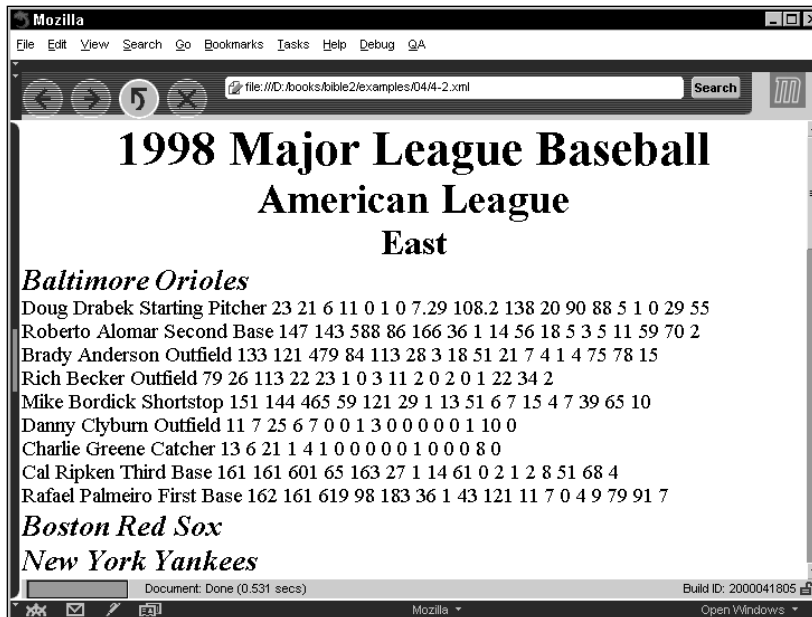 Mozilla
File Edit View Search Go Bookmarks Tasks Help Debug QA
file:///D:/books/bible2/examples/04/4-2.xml Search
1998 Major League Baseball
American League
East
Baltimore Orioles
Doug Drabek Starting Pitcher 23 21 6 11 0 1 0 7.29 108.2 138 20 90 88 5 1 0 29 55
Roberto Alomar Second Base 147 143 588 86 166 36 1 14 56 18 5 3 5 11 59 70 2
Brady Anderson Outfield 133 121 479 84 113 28 3 18 51 21 7 4 1 4 75 78 15
Rich Becker Outfield 79 26 113 22 23 1 0 3 11 2 0 2 0 1 22 34 2
Mike Bordick Shortstop 151 144 465 59 121 29 1 13 51 6 7 15 4 7 39 65 10
Danny Clyburn Outfield 11 7 25 6 7 0 0 1 3 0 0 0 0 0 1 10 0
Charlie Greene Catcher 13 6 21 1 4 1 0 0 0 0 0 1 0 0 0 8 0
Cal Ripken Third Base 161 161 601 65 163 27 1 14 61 0 2 1 2 8 51 68 4
Rafael Palmeiro First Base 162 161 619 98 183 36 1 43 121 11 7 0 4 9 79 91 7
Boston Red Sox
New York Yankees
Document: Done (0.531 secs) Build ID: 2000041805
Mozilla Open Windows